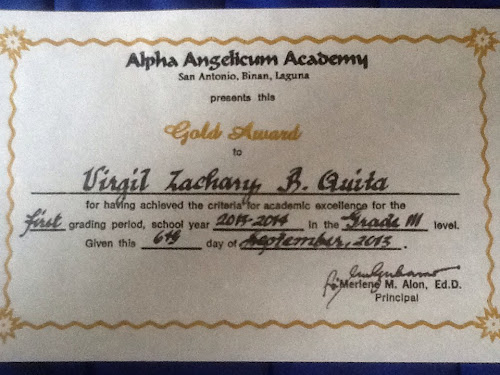 Alpha Angelicum Academy
San Antonio, Binan, Laguna
presents this
Gold Award
to
Virgil Zachary B. Quita
for having achieved the criteria for academic excellence for the
first grading period, school year 2013-2014 in the Grade III level.
Given this 6th day of September, 2013.
Merlene M. Alon, Ed.D.
Principal